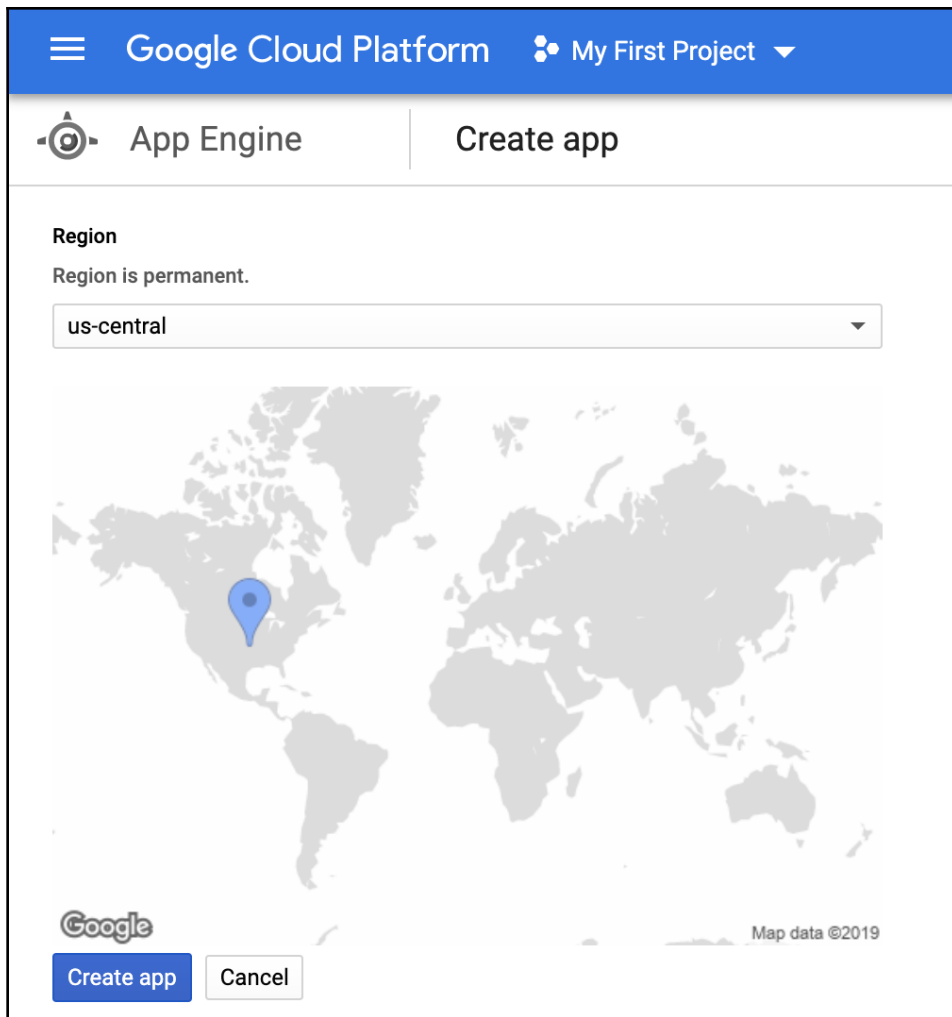 Google Cloud Platform My First Project
App Engine Create app
Region
Region is permanent.
us-central
Google Map data ©2019
Create app Cancel